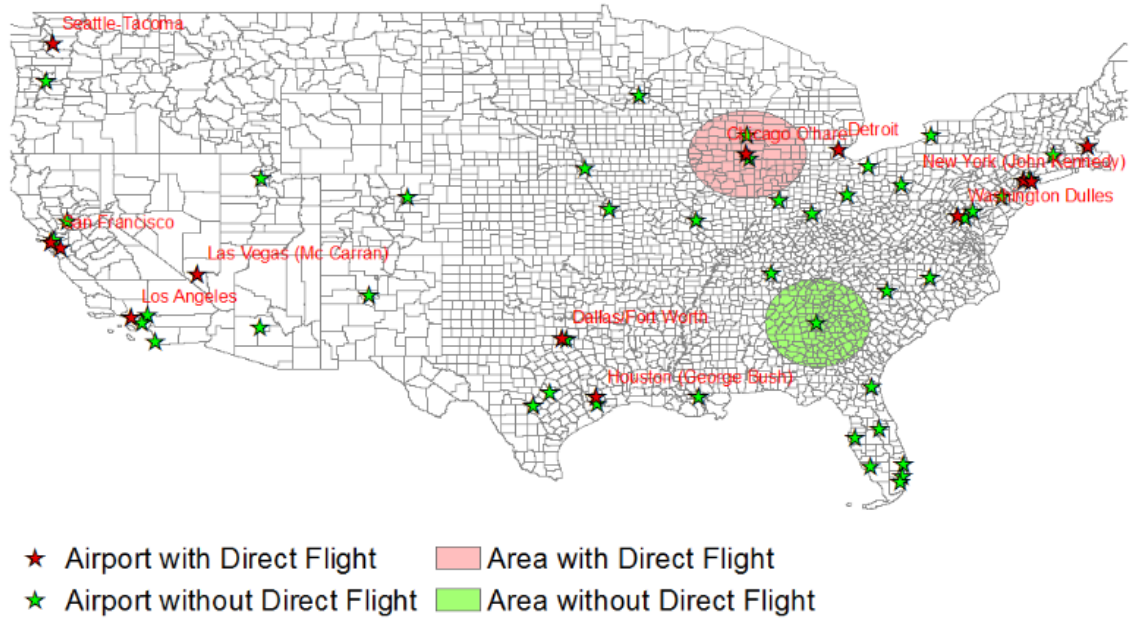 Seattle-Tacoma
Chicago O'hare
Detroit
New York (John Kennedy)
Washington Dulles
San Francisco
Las Vegas (Mc Carran)
Los Angeles
Dallas/Fort Worth
Houston (George Bush)
Airport with Direct Flight
Area with Direct Flight
Airport without Direct Flight
Area without Direct Flight